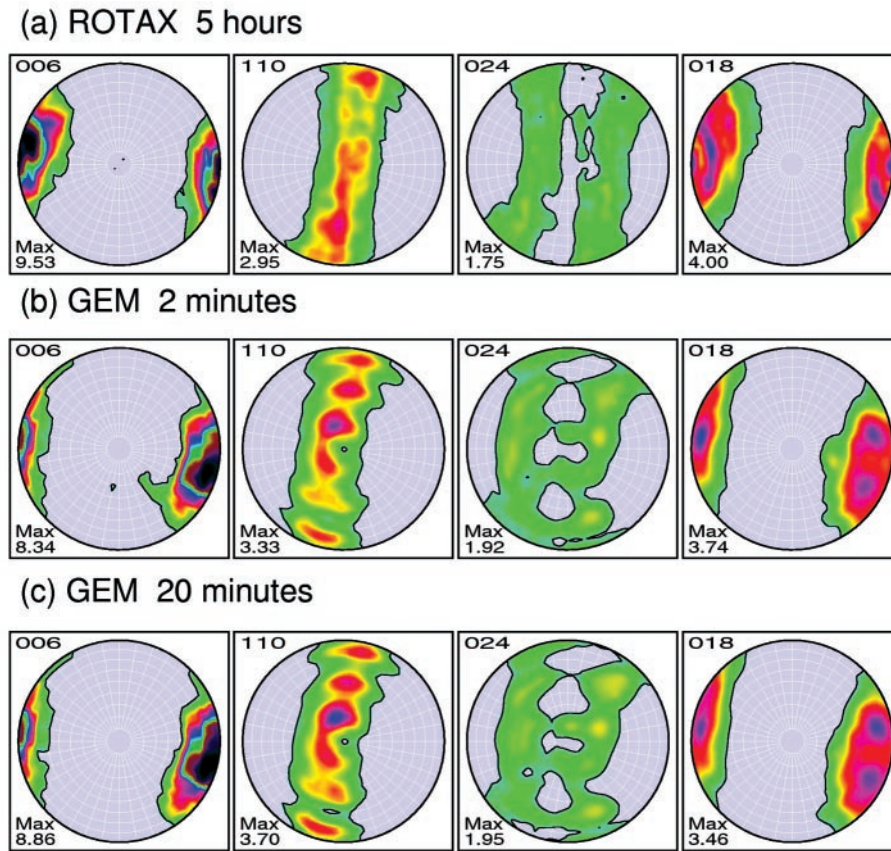 (a) ROTAX 5 hours
006 110 024 018
Max Max Max Max
9.53 2.95 1.75 4.00
(b) GEM 2 minutes
006 110 024 018
Max Max Max Max
8.34 3.33 1.92 3.74
(c) GEM 20 minutes
006 110 024 018
Max Max Max Max
8.86 3.70 1.95 3.46